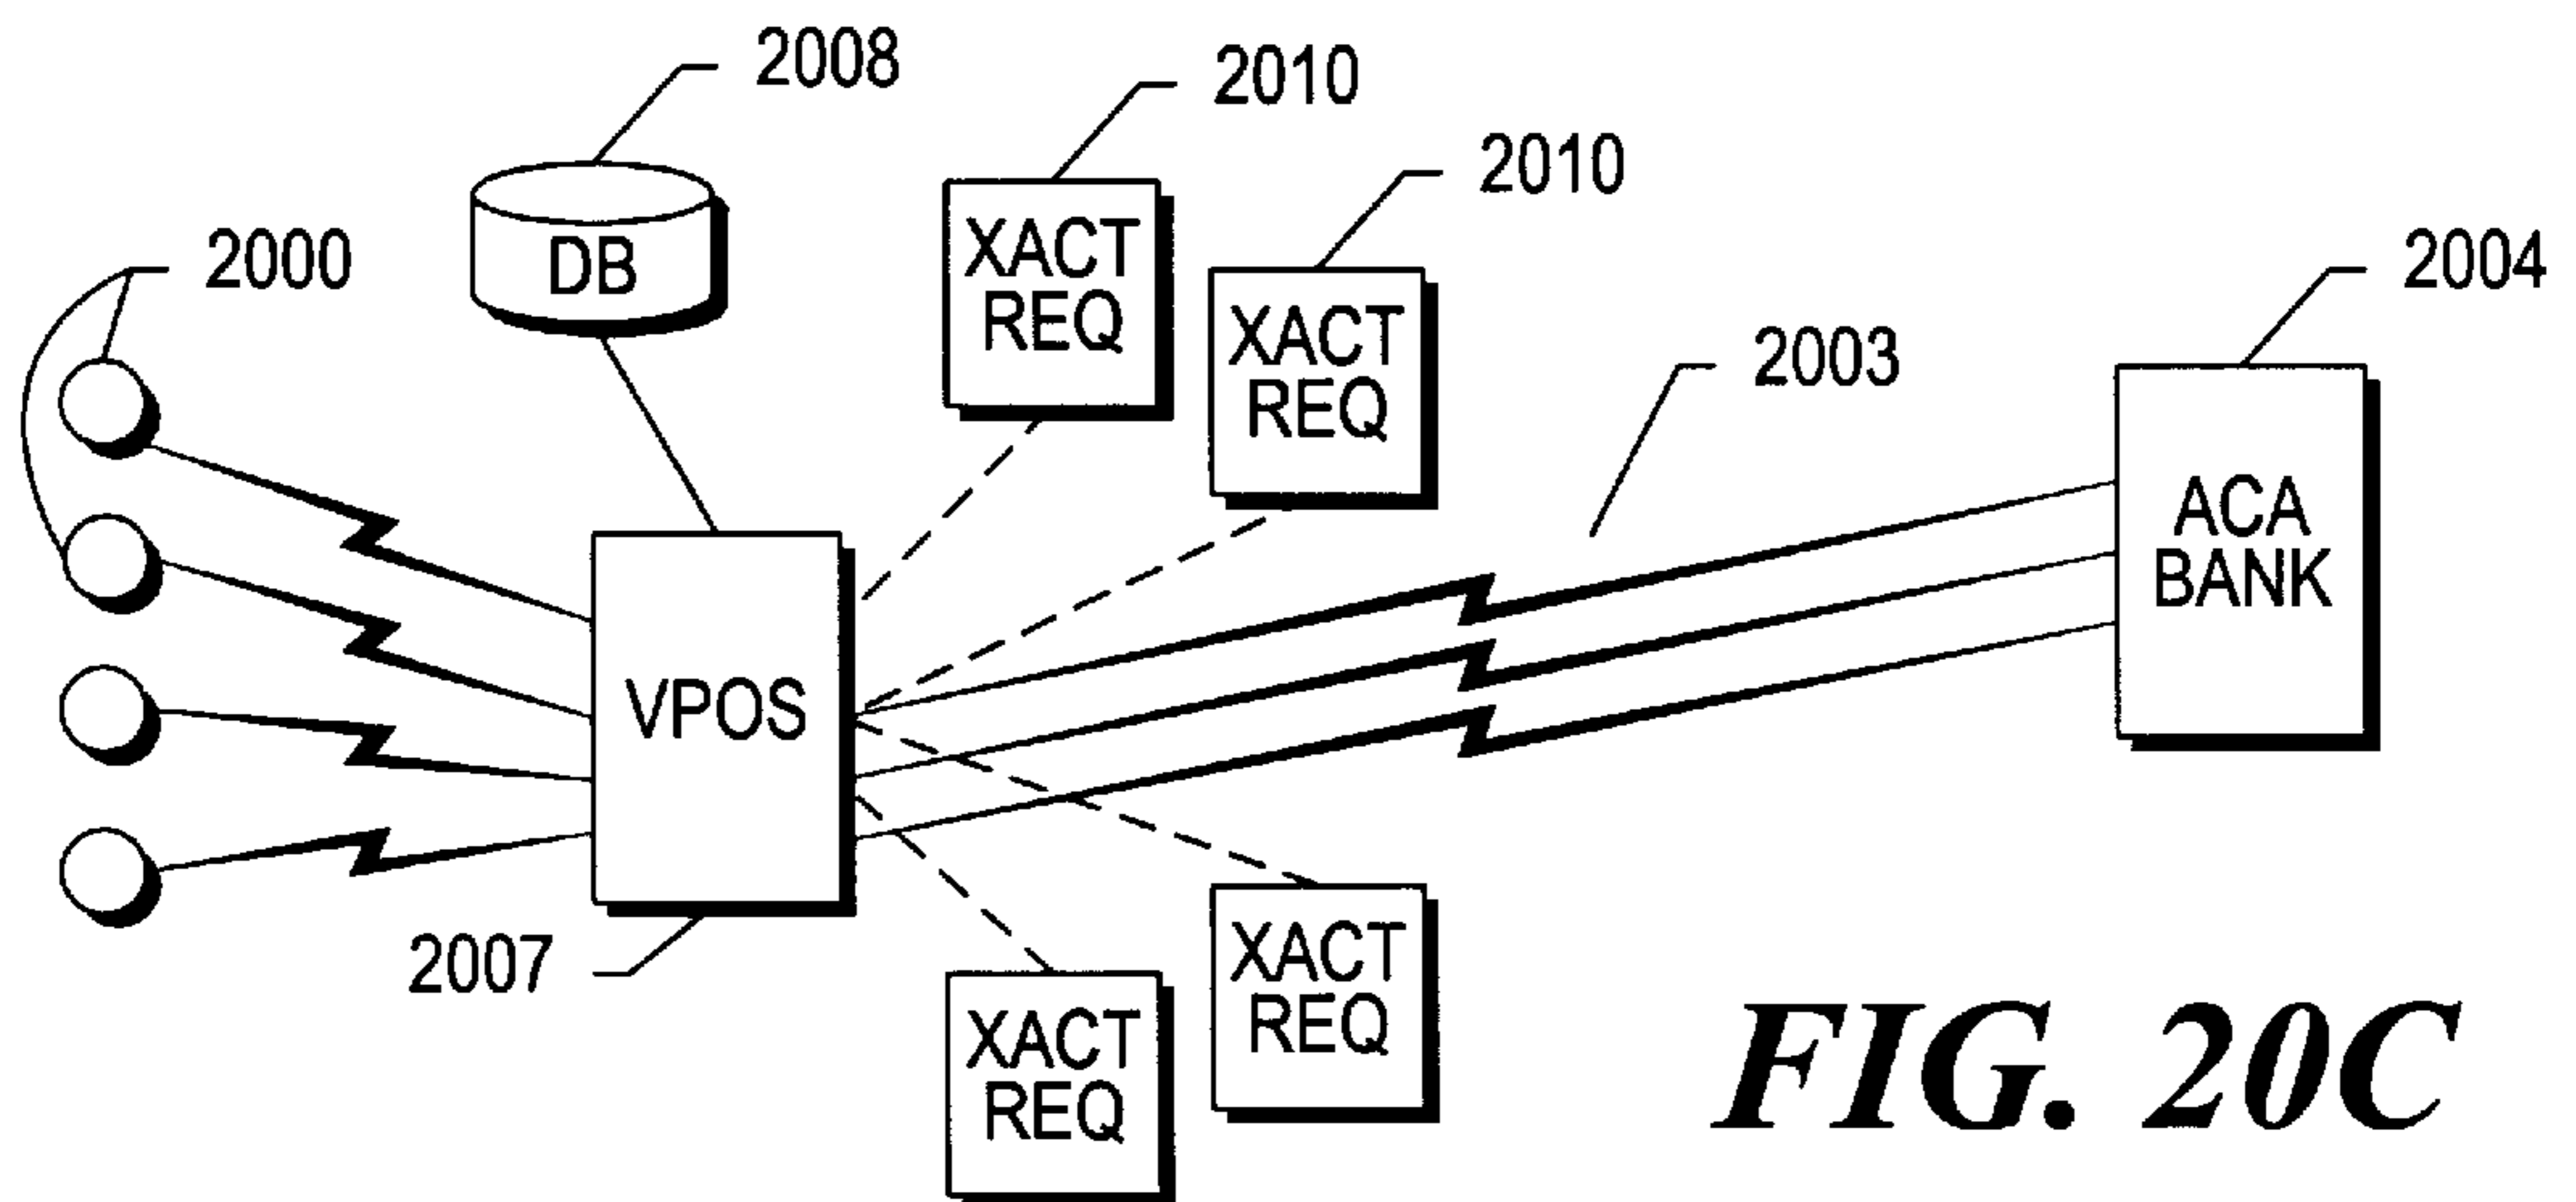 2008
2010
2010
2000
DB
XACT
REQ
XACT
REQ
2003
2004
ACA
BANK
VPOS
2007
XACT
REQ
XACT
REQ
FIG. 20C